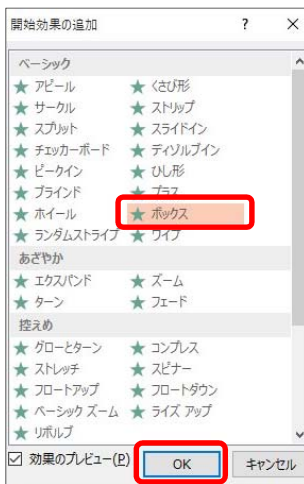 開始効果の追加 ? ×
ベーシック
★ アピール ★ くさび形
★ サークル ★ ストリップ
★ スプリット ★ スライドイン
★ チェッカーボード ★ ディゾルブイン
★ ピークイン ★ ひし形
★ ブラインド ★ プラス
★ ホイール ★ ボックス
★ ランダムストライプ ★ ワイプ
あざやか
★ エクスパンド ★ ズーム
★ ターン ★ フェード
控えめ
★ グローとターン ★ コンプレス
★ ストレッチ ★ スピナー
★ フロートアップ ★ フロートダウン
★ ベーシック ズーム ★ ライズ アップ
★ リボルブ
効果のプレビュー(P) OK キャンセル